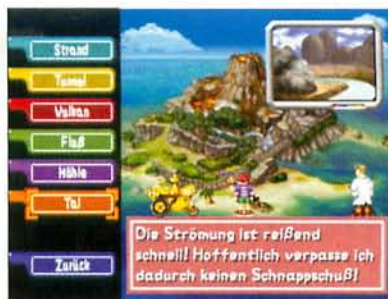 Strand
Tunnel
Vulkan
Fluß
Höhle
Tal
Zurück
Die Strömung ist reißend
schnell! Hoffentlich verpasse ich
dadurch keinen Schnappschuß!